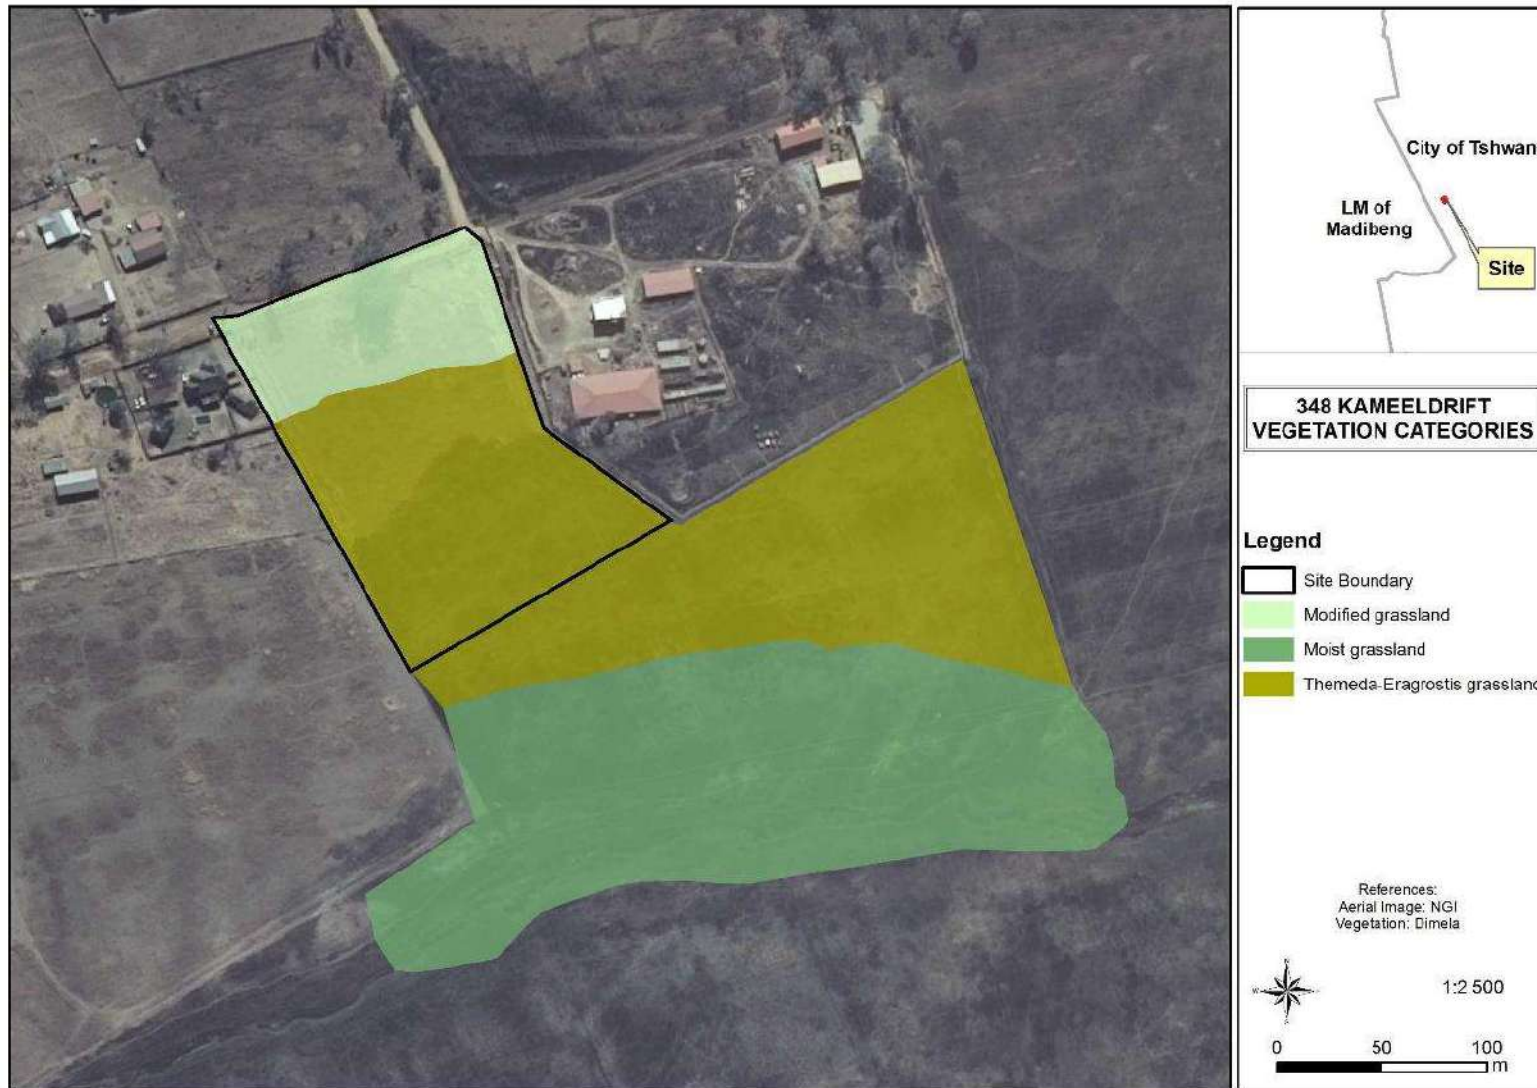 City of Tshwan
LM of
Madibeng
Site
348 KAMEELDRIFT
VEGETATION CATEGORIES
Legend
Site Boundary
Modified grassland
Moist grassland
Themeda-Eragrostis grassland
References:
Aerial Image: NGI
Vegetation: Dimela
N
W
E
S
1:2 500
0 50 100
m